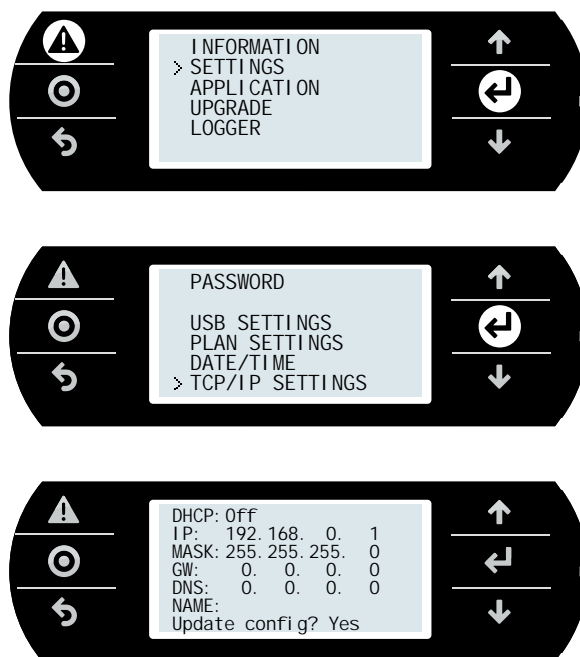 INFORMATION
> SETTINGS
APPLICATION
UPGRADE
LOGGER
PASSWORD
USB SETTINGS
PLAN SETTINGS
DATE/TIME
> TCP/IP SETTINGS
DHCP: Off
IP: 192.168. 0. 1
MASK: 255.255.255. 0
GW: 0. 0. 0. 0
DNS: 0. 0. 0. 0
NAME:
Update config? Yes